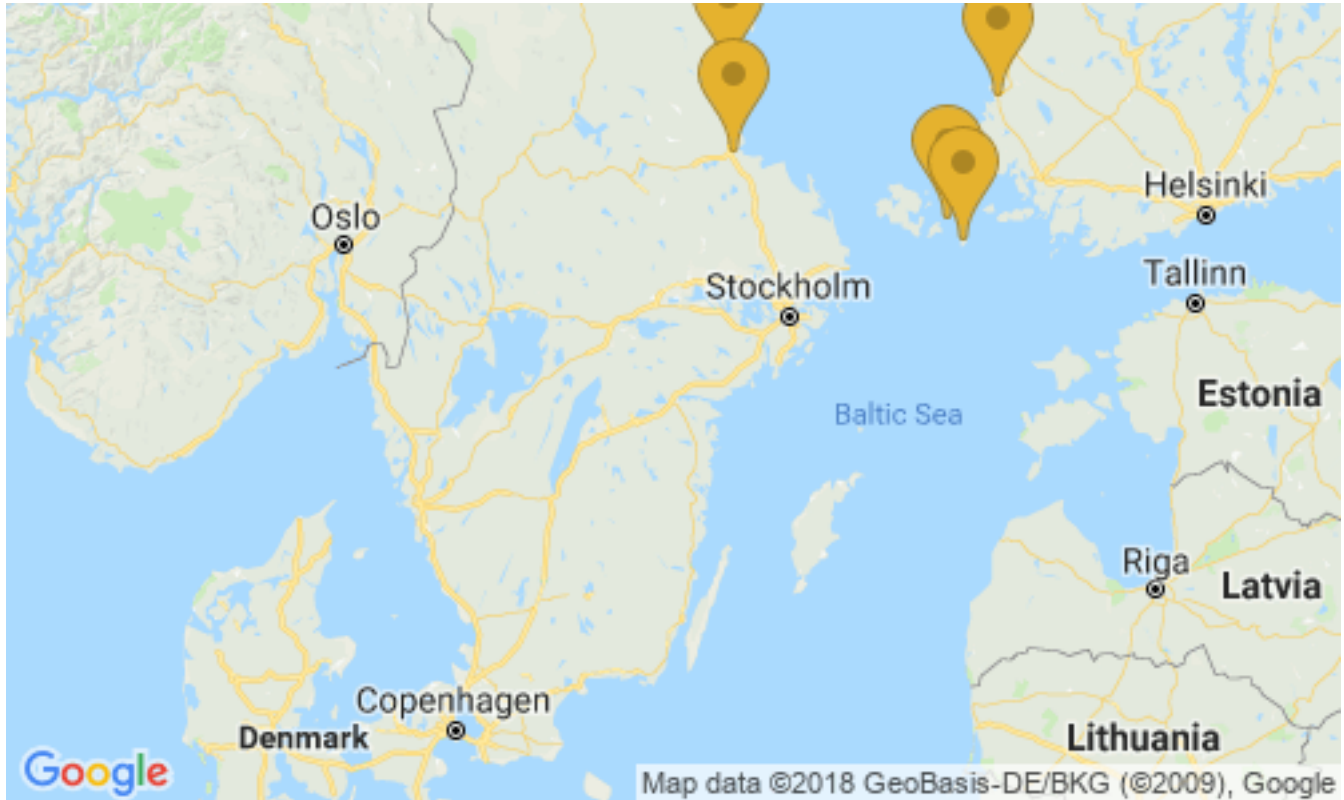 Helsinki
Oslo
Tallinn
Stockholm
Estonia
Baltic Sea
Riga
Latvia
Copenhagen
Denmark
Lithuania
Google
Map data ©2018 GeoBasis-DE/BKG (©2009), Google